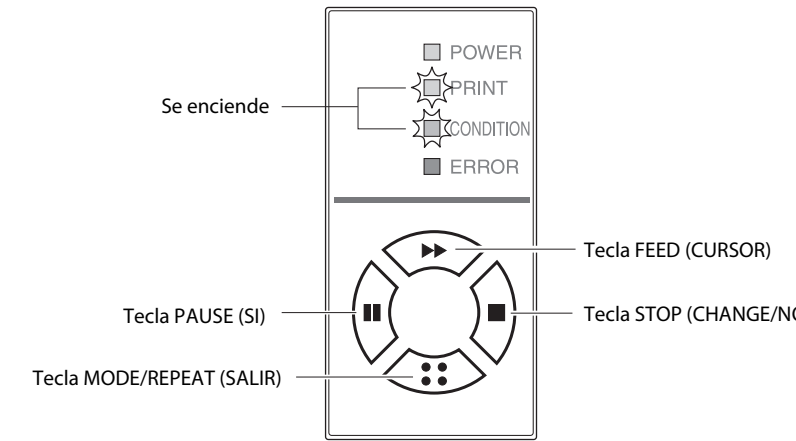 POWER
PRINT
Se enciende
CONDITION
ERROR
Tecla FEED (CURSOR)
Tecla PAUSE (SI)
Tecla STOP (CHANGE/NO
Tecla MODE/REPEAT (SALIR)